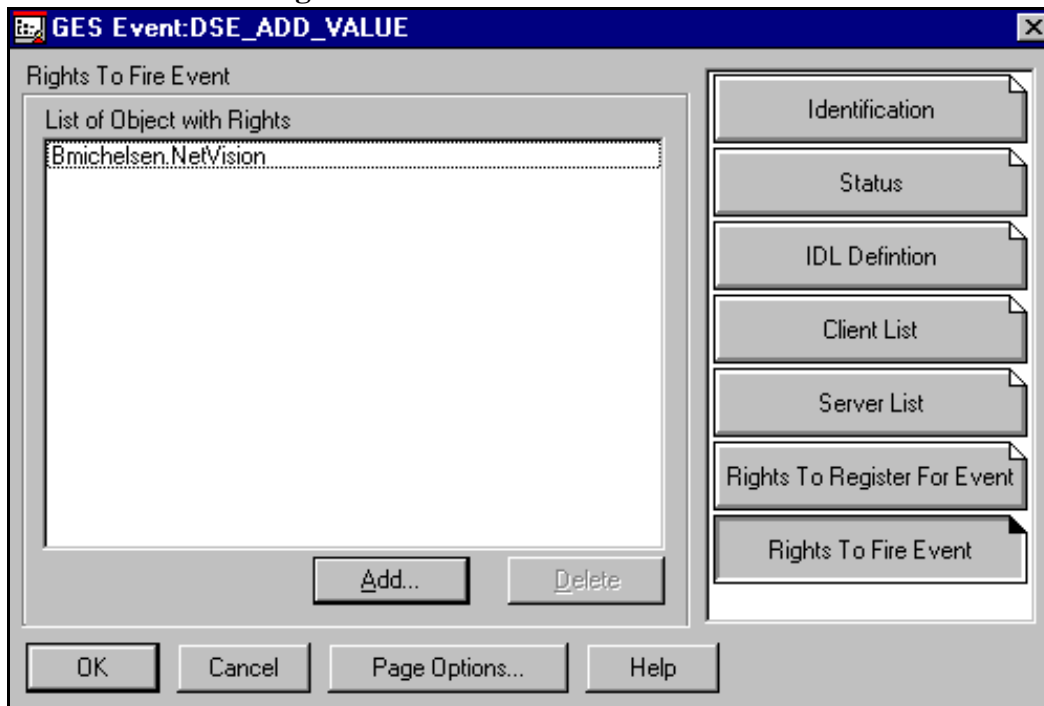 GES Event:DSE_ADD_VALUE
Rights To Fire Event
List of Object with Rights
Bmichelsen.NetVision
Add...
Delete
OK
Cancel
Page Options...
Help
Identification
Status
IDL Defintion
Client List
Server List
Rights To Register For Event
Rights To Fire Event